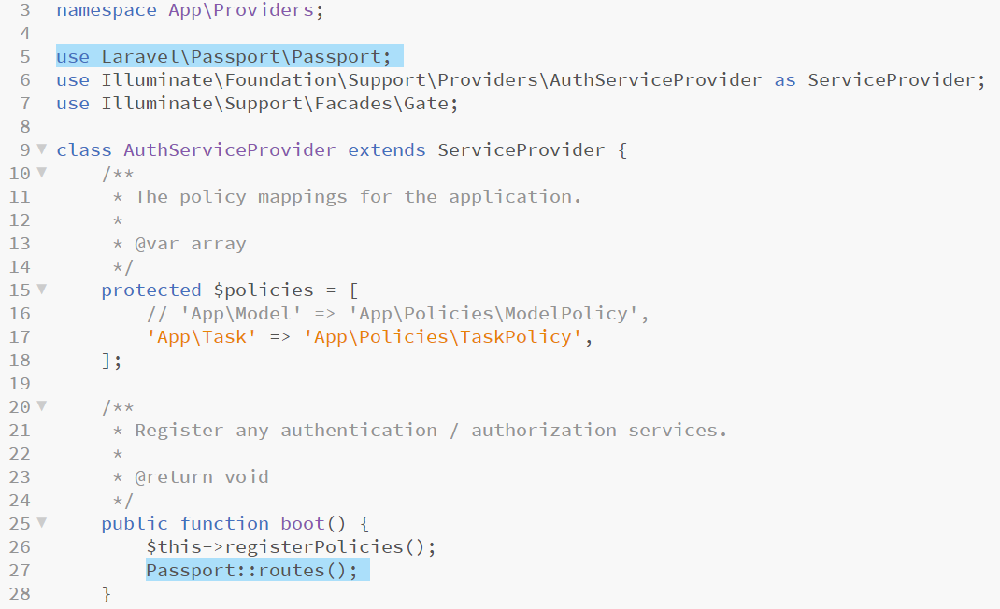 3 namespace App\Providers;
4
5 use Laravel\Passport\Passport;
6 use Illuminate\Foundation\Support\Providers\AuthServiceProvider as ServiceProvider;
7 use Illuminate\Support\Facades\Gate;
8
9 class AuthServiceProvider extends ServiceProvider {
10     /**
11      * The policy mappings for the application.
12      *
13      * @var array
14      */
15     protected $policies = [
16         // 'App\Model' => 'App\Policies\ModelPolicy',
17         'App\Task' => 'App\Policies\TaskPolicy',
18     ];
19
20     /**
21      * Register any authentication / authorization services.
22      *
23      * @return void
24      */
25     public function boot() {
26         $this->registerPolicies();
27         Passport::routes();
28     }